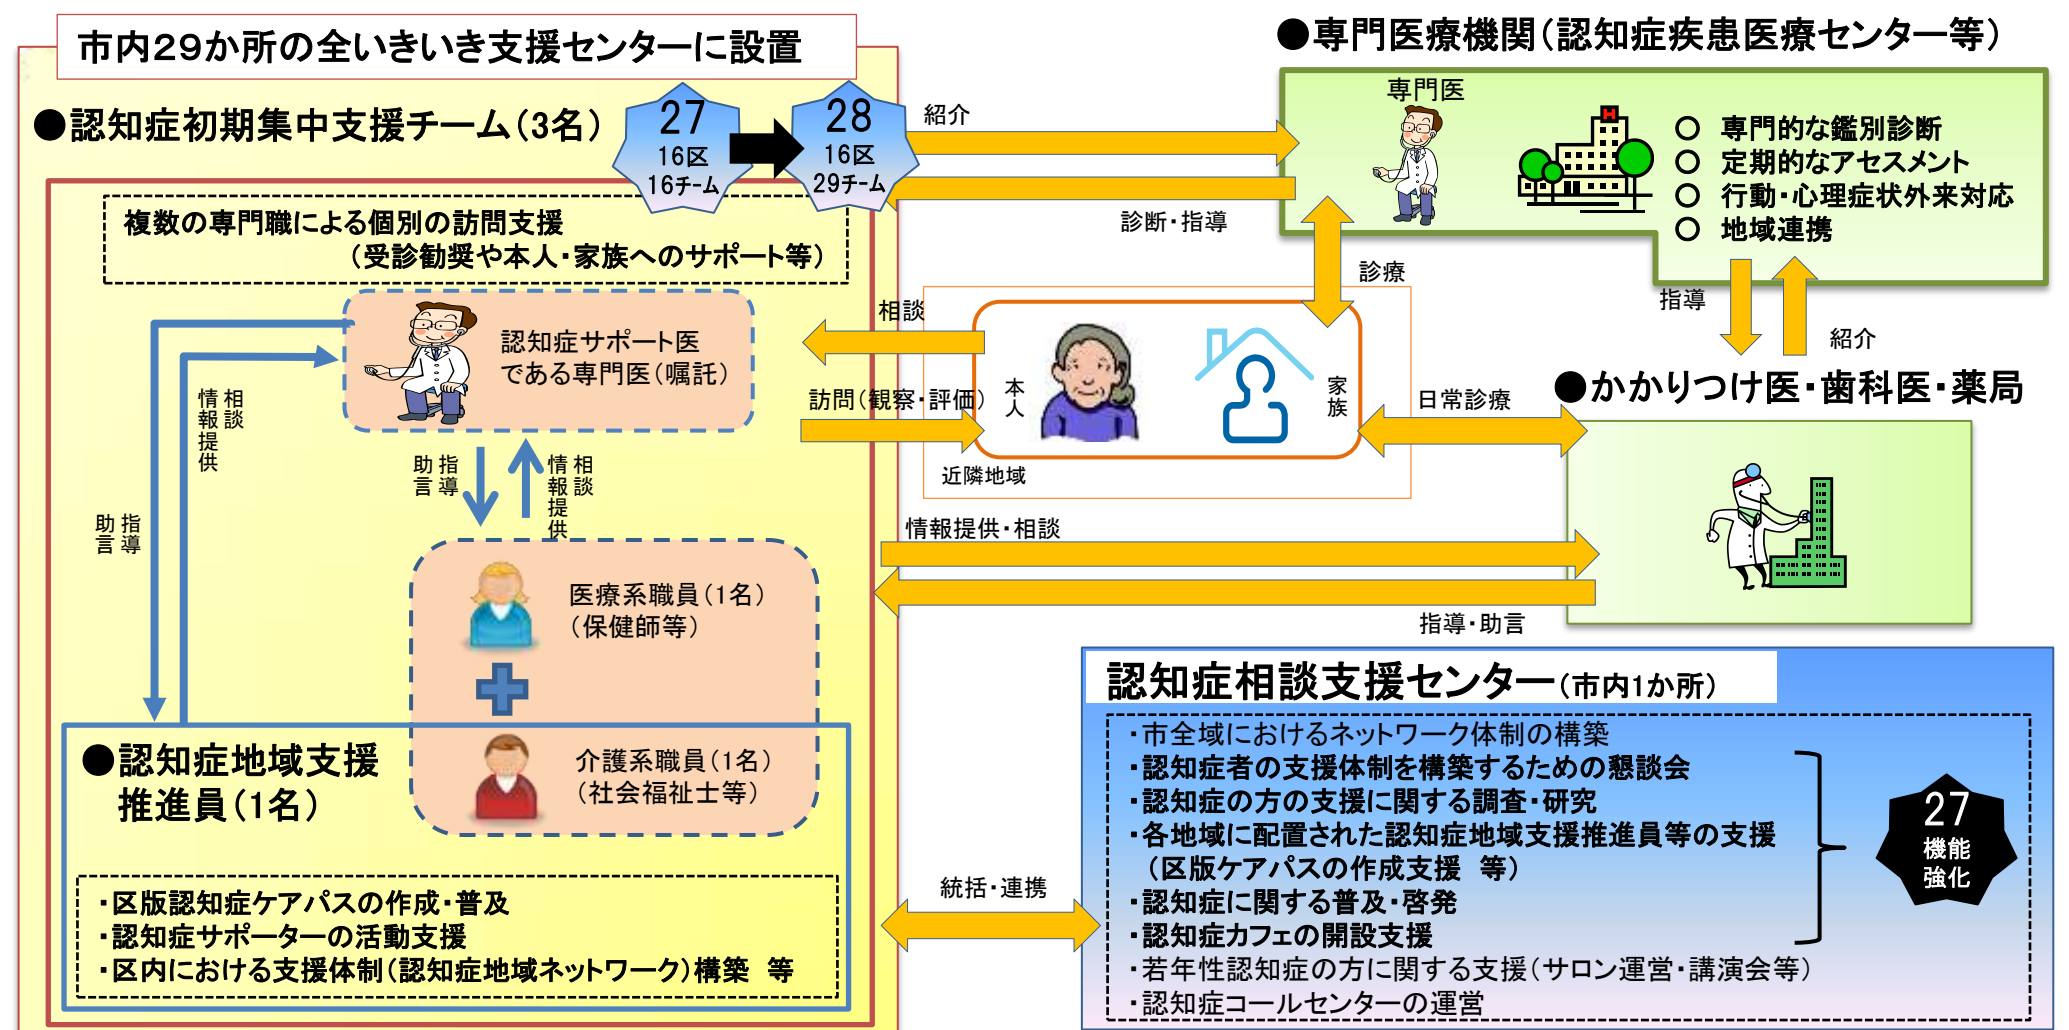 市内29か所の全いきいき支援センターに設置
●認知症初期集中支援チーム(3名)
27
16区
16チーム
28
16区
29チーム
複数の専門職による個別の訪問支援
(受診勧奨や本人・家族へのサポート等)
認知症サポート医
である専門医(嘱託)
相談
情報提供
指導
助言
指導
助言
相談
情報提供
医療系職員(1名)
(保健師等)
介護系職員(1名)
(社会福祉士等)
●認知症地域支援
推進員(1名)
・区版認知症ケアパスの作成・普及
・認知症サポーターの活動支援
・区内における支援体制(認知症地域ネットワーク)構築 等
紹介
診断・指導
●専門医療機関(認知症疾患医療センター等)
専門医
H
○ 専門的な鑑別診断
○ 定期的なアセスメント
○ 行動・心理症状外来対応
○ 地域連携
診療
指導
紹介
相談
訪問(観察・評価)
本人
家族
近隣地域
日常診療
●かかりつけ医・歯科医・薬局
情報提供・相談
指導・助言
統括・連携
認知症相談支援センター(市内1か所)
・市全域におけるネットワーク体制の構築
・認知症者の支援体制を構築するための懇談会
・認知症の方の支援に関する調査・研究
・各地域に配置された認知症地域支援推進員等の支援
(区版ケアパスの作成支援 等)
・認知症に関する普及・啓発
・認知症カフェの開設支援
・若年性認知症の方に関する支援(サロン運営・講演会等)
・認知症コールセンターの運営
27
機能
強化